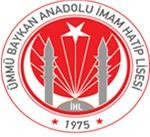 ÜMMÜ BAYKAN ANADOLU İMAM HATİP LİSESİ
İHL
1975